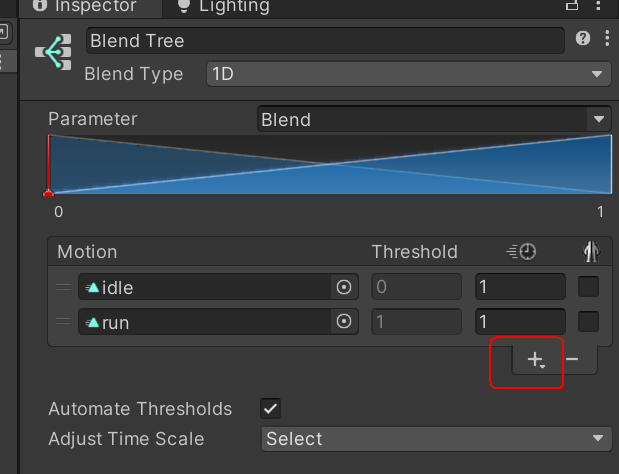 Inspector Lighting
Blend Tree
Blend Type 1D
Parameter Blend
0 1
Motion Threshold
idle 0 1
run 1 1
Automate Thresholds
Adjust Time Scale Select